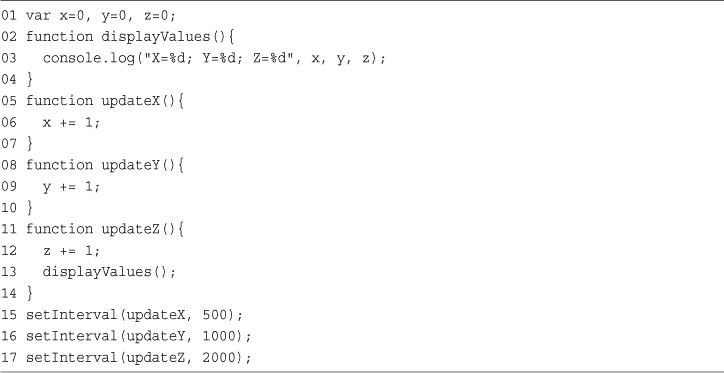 01 var x=0, y=0, z=0;
02 function displayValues(){
03   console.log("X=%d; Y=%d; Z=%d", x, y, z);
04 }
05 function updateX(){
06   x += 1;
07 }
08 function updateY(){
09   y += 1;
10 }
11 function updateZ(){
12   z += 1;
13   displayValues();
14 }
15 setInterval(updateX, 500);
16 setInterval(updateY, 1000);
17 setInterval(updateZ, 2000);